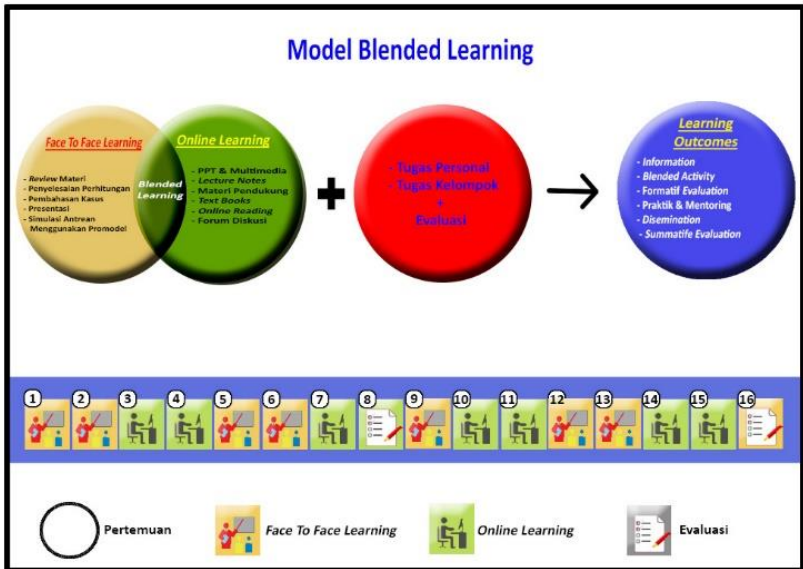 Model Blended Learning
Face To Face Learning
- Review Materi
- Penyelesaian Perhitungan
- Pembahasan Kasus
- Presentasi
- Simulasi Antrean
Menggunakan Promodel
Blended
Learning
Online Learning
- PPT & Multimedia
- Lecture Notes
- Materi Pendukung
- Text Books
- Online Reading
- Forum Diskusi
+
- Tugas Personal
- Tugas Kelompok
+
Evaluasi
Learning
Outcomes
- Information
- Blended Activity
- Formatif Evaluation
- Praktik & Mentoring
- Disemination
- Summatife Evaluation
1 2 3 4 5 6 7 8 9 10 11 12 13 14 15 16
Pertemuan
Face To Face Learning
Online Learning
Evaluasi